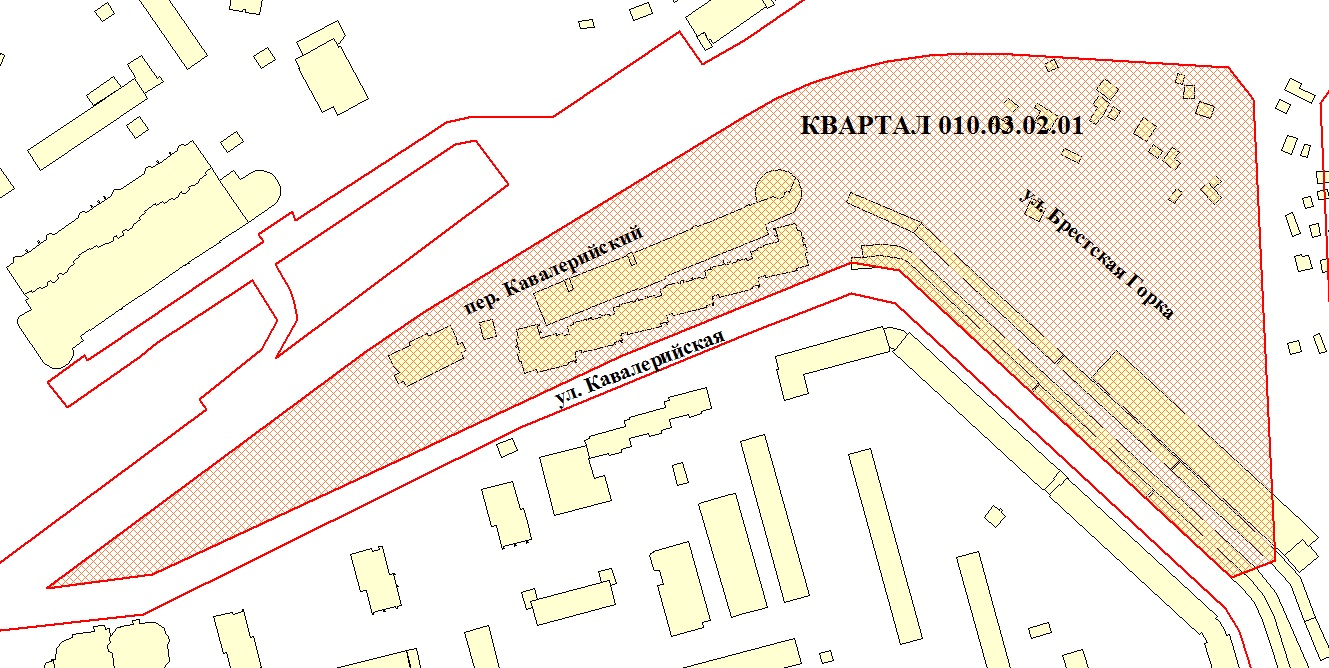 КВАРТАЛ 010.03.02.01
ул. Брестская Горка
пер. Кавалерийский
ул. Кавалерийская